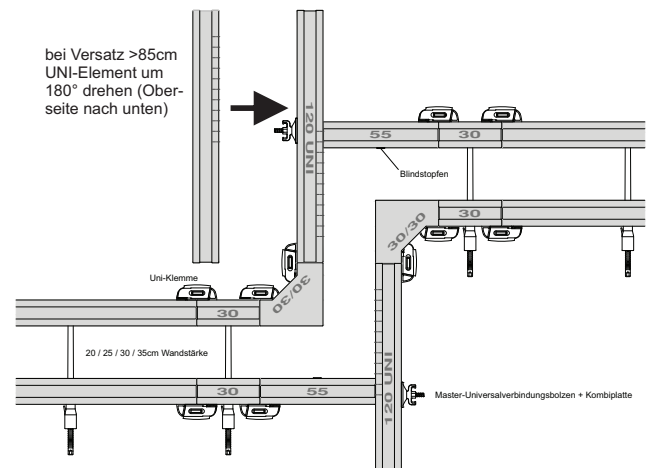 bei Versatz >85cm
UNI-Element um
180° drehen (Ober-
seite nach unten)
120 UNI
55
30
Blindstopfen
30
30/30
Uni-Klemme
30/30
30
20 / 25 / 30 / 35cm Wandstärke
30
55
120 UNI
Master-Universalverbindungsbolzen + Kombiplatte